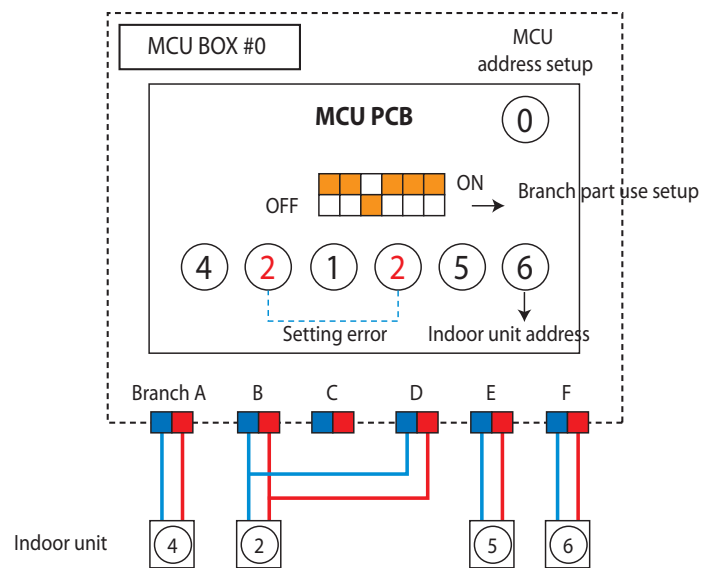 MCU BOX #0
MCU
address setup
MCU PCB
0
ON
Branch part use setup
OFF
4 2 1 2 5 6
Setting error
Indoor unit address
Branch A B C D E F
Indoor unit
4 2 5 6